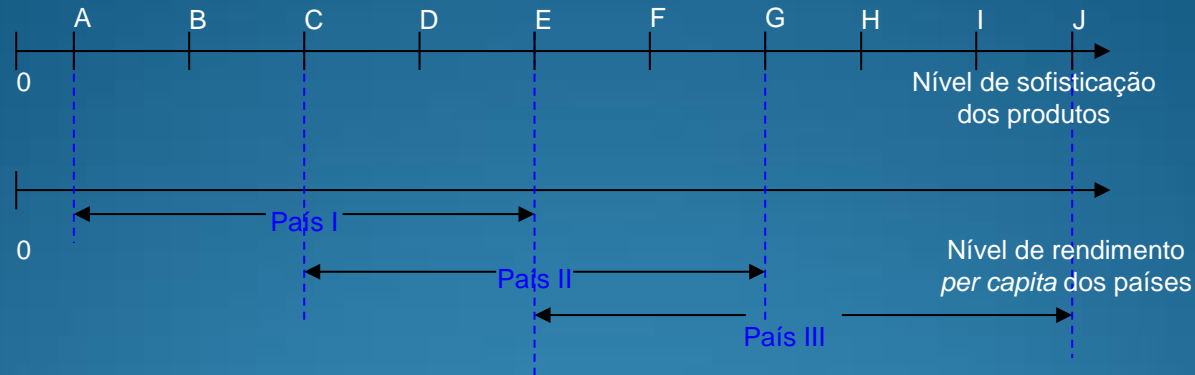 A B C D E F G H I J
0
Nível de sofisticação
dos produtos
País I
0
Nível de rendimento
per capita dos países
País II
País III